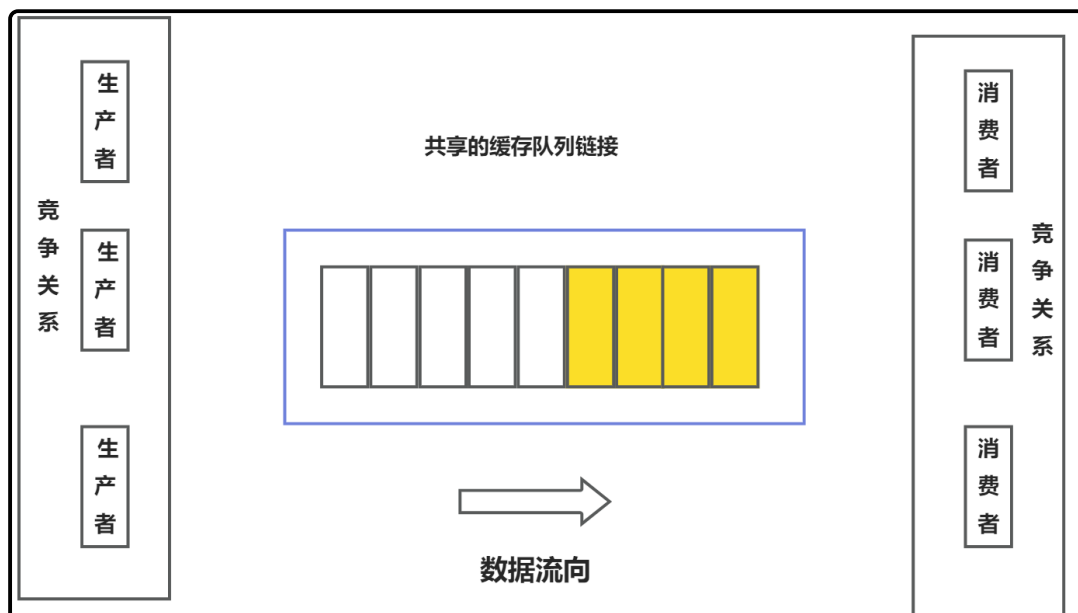 竞争关系
生产者
生产者
生产者
共享的缓存队列链接
数据流向
消费者
消费者
消费者
竞争关系